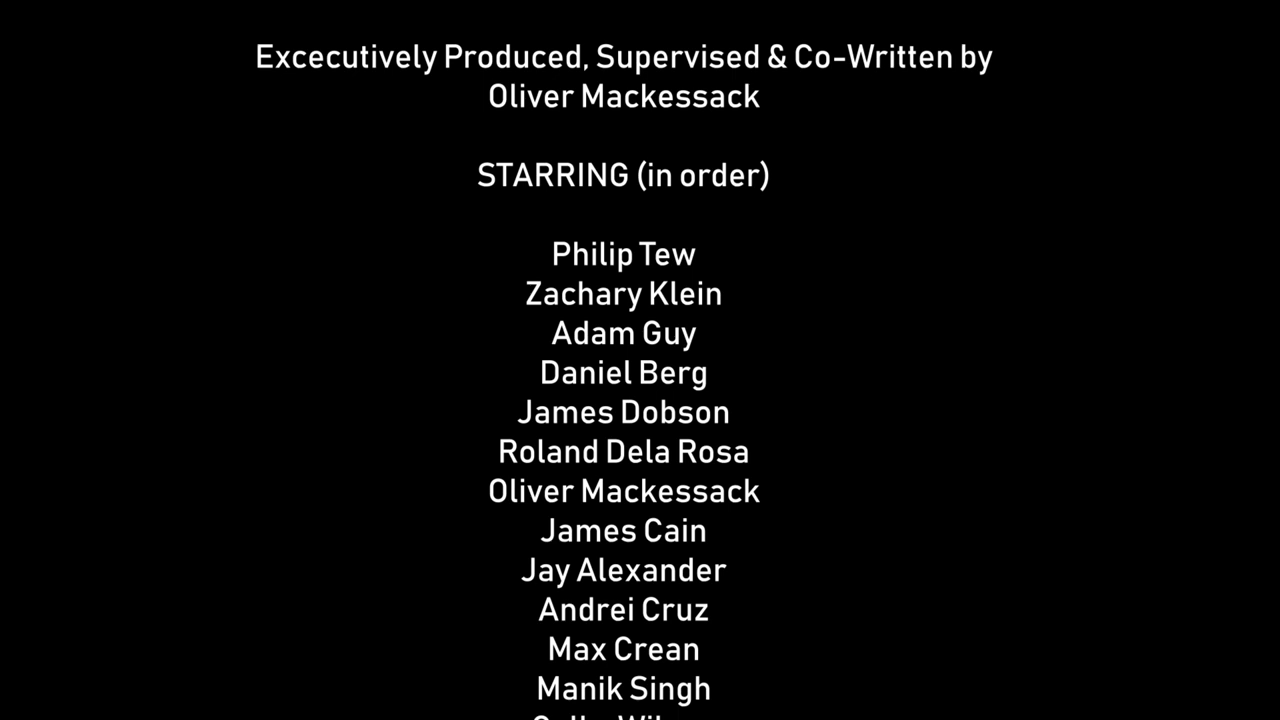 Excecutively Produced, Supervised & Co-Written by
Oliver Mackessack
STARRING (in order)
Philip Tew
Zachary Klein
Adam Guy
Daniel Berg
James Dobson
Roland Dela Rosa
Oliver Mackessack
James Cain
Jay Alexander
Andrei Cruz
Max Crean
Manik Singh